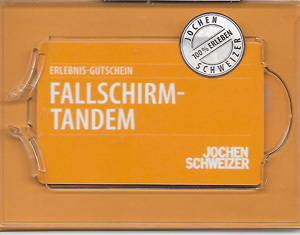 JOCHEN
100% ERLEBEN
SCHWEIZER
ERLEBNIS-GUTSCHEIN
FALLSCHIRM-
TANDEM
JOCHEN
SCHWEIZER